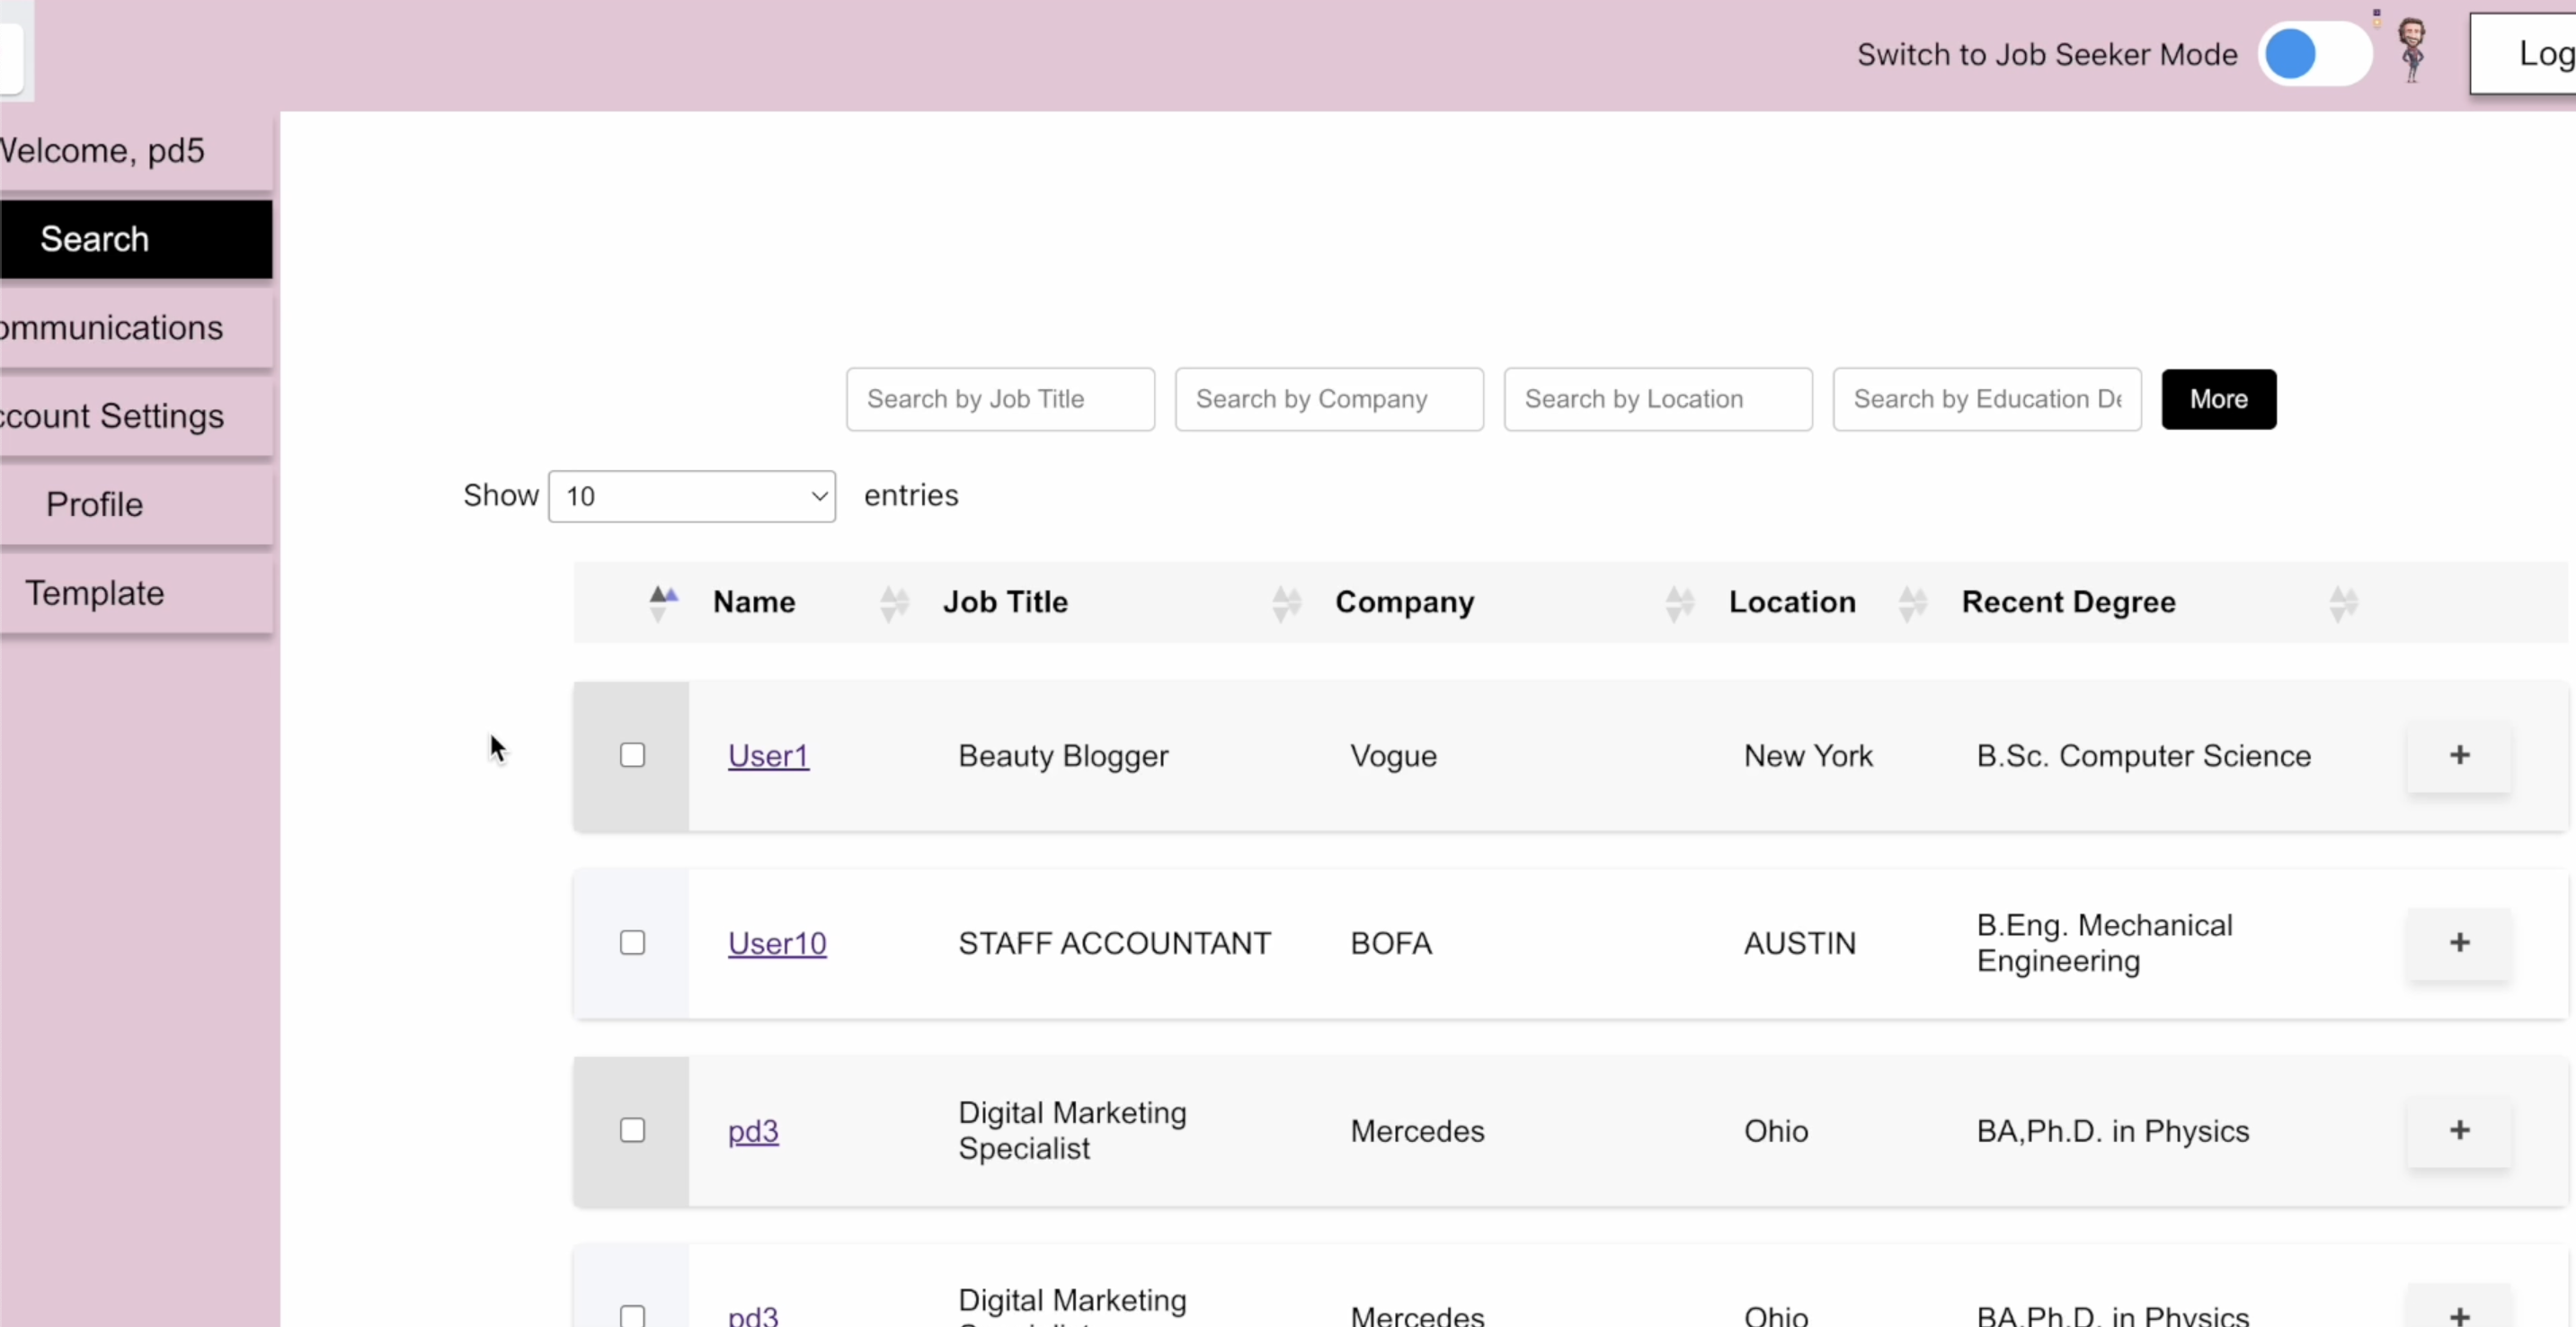 Switch to Job Seeker Mode
Log
Welcome, pd5
Search
ommunications
ccount Settings
Profile
Template
Search by Job Title
Search by Company
Search by Location
Search by Education De
More
Show 10 entries
Name Job Title Company Location Recent Degree
User1 Beauty Blogger Vogue New York B.Sc. Computer Science +
User10 STAFF ACCOUNTANT BOFA AUSTIN B.Eng. Mechanical
Engineering +
pd3 Digital Marketing
Specialist Mercedes Ohio BA,Ph.D. in Physics +
pd3 Digital Marketing
Mercedes Ohio BA,Ph.D. in Physics +